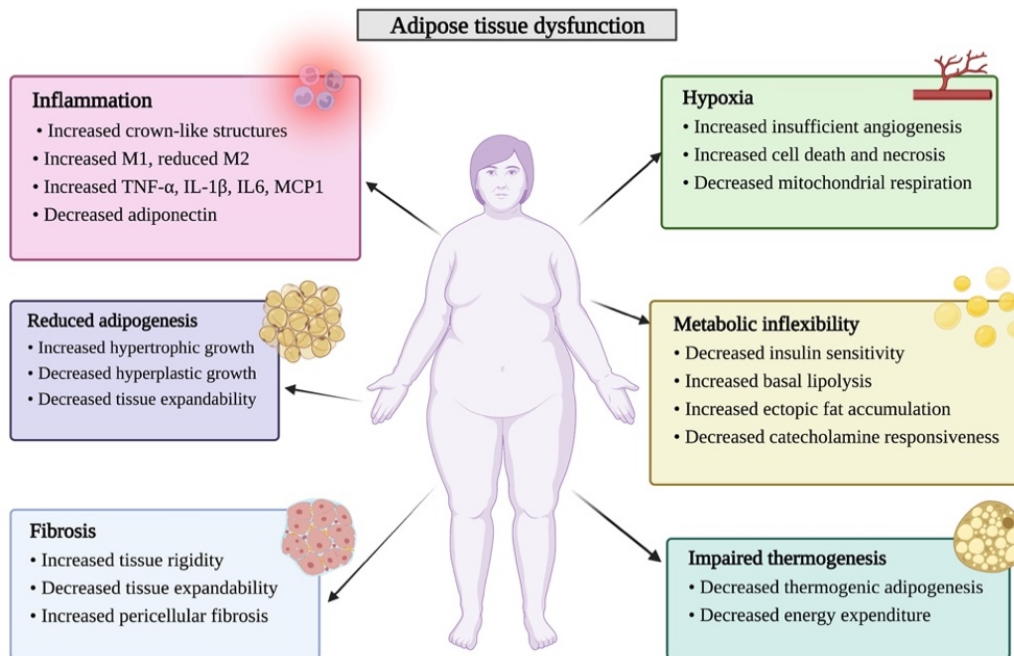 Adipose tissue dysfunction
Inflammation
• Increased crown-like structures
• Increased M1, reduced M2
• Increased TNF-α, IL-1β, IL6, MCP1
• Decreased adiponectin
Reduced adipogenesis
• Increased hypertrophic growth
• Decreased hyperplastic growth
• Decreased tissue expandability
Fibrosis
• Increased tissue rigidity
• Decreased tissue expandability
• Increased pericellular fibrosis
Hypoxia
• Increased insufficient angiogenesis
• Increased cell death and necrosis
• Decreased mitochondrial respiration
Metabolic inflexibility
• Decreased insulin sensitivity
• Increased basal lipolysis
• Increased ectopic fat accumulation
• Decreased catecholamine responsiveness
Impaired thermogenesis
• Decreased thermogenic adipogenesis
• Decreased energy expenditure